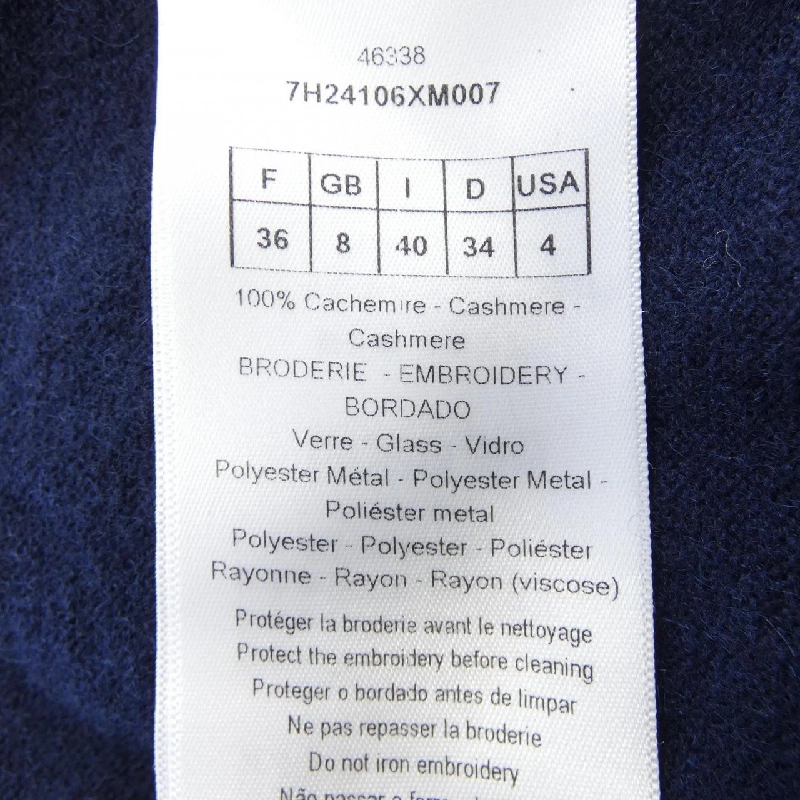 46338
7H24106XM007
F GB I D USA
36 8 40 34 4
100% Cachemire - Cashmere -
Cashmere
BRODERIE - EMBROIDERY -
BORDADO
Verre - Glass - Vidro
Polyester Métal - Polyester Metal -
Poliéster metal
Polyester - Polyester - Poliéster
Rayonne - Rayon - Rayon (viscose)
Protéger la broderie avant le nettoyage
Protect the embroidery before cleaning
Proteger o bordado antes de limpar
Ne pas repasser la broderie
Do not iron embroidery
Não passar a